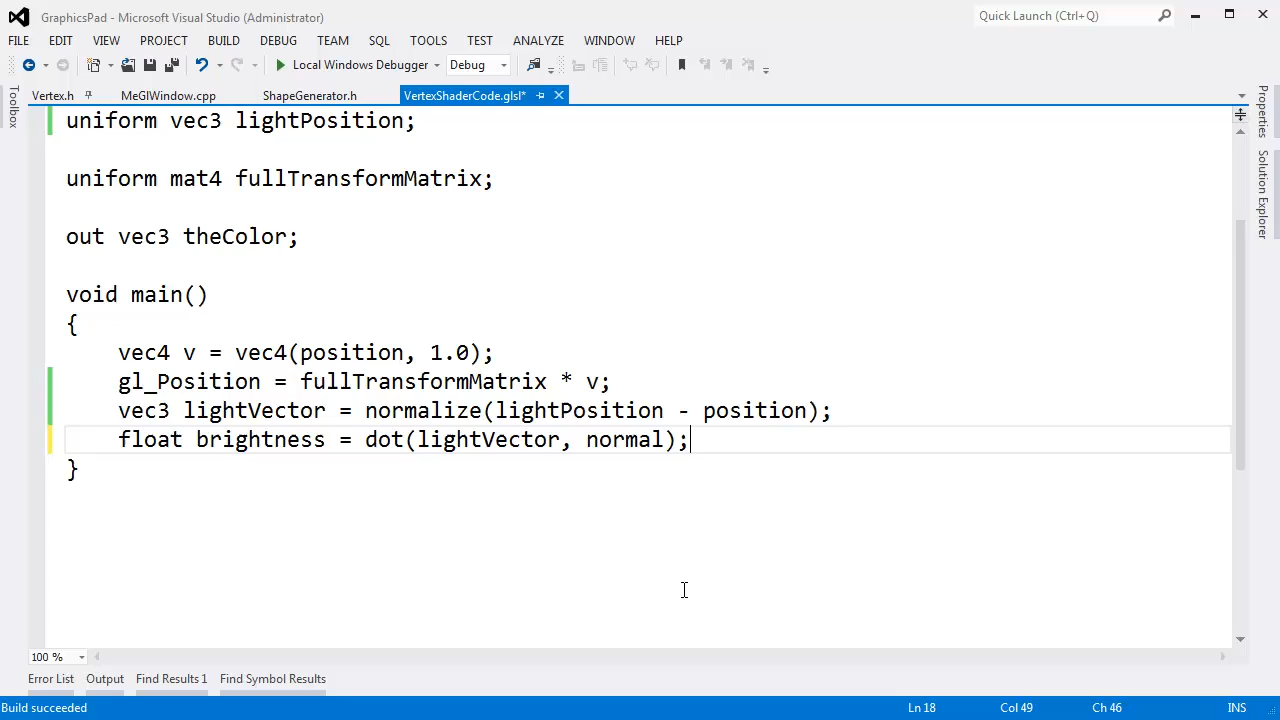 GraphicsPad - Microsoft Visual Studio (Administrator)
Quick Launch (Ctrl+Q)
FILE EDIT VIEW PROJECT BUILD DEBUG TEAM SQL TOOLS TEST ANALYZE WINDOW HELP
Local Windows Debugger Debug
Toolbox
Vertex.h MeGlWindow.cpp ShapeGenerator.h VertexShaderCode.glsl*
Properties
Solution Explorer
uniform vec3 lightPosition;
uniform mat4 fullTransformMatrix;
out vec3 theColor;
void main()
{
vec4 v = vec4(position, 1.0);
gl_Position = fullTransformMatrix * v;
vec3 lightVector = normalize(lightPosition - position);
float brightness = dot(lightVector, normal);
}
100 %
Error List Output Find Results 1 Find Symbol Results
Build succeeded Ln 18 Col 49 Ch 46 INS